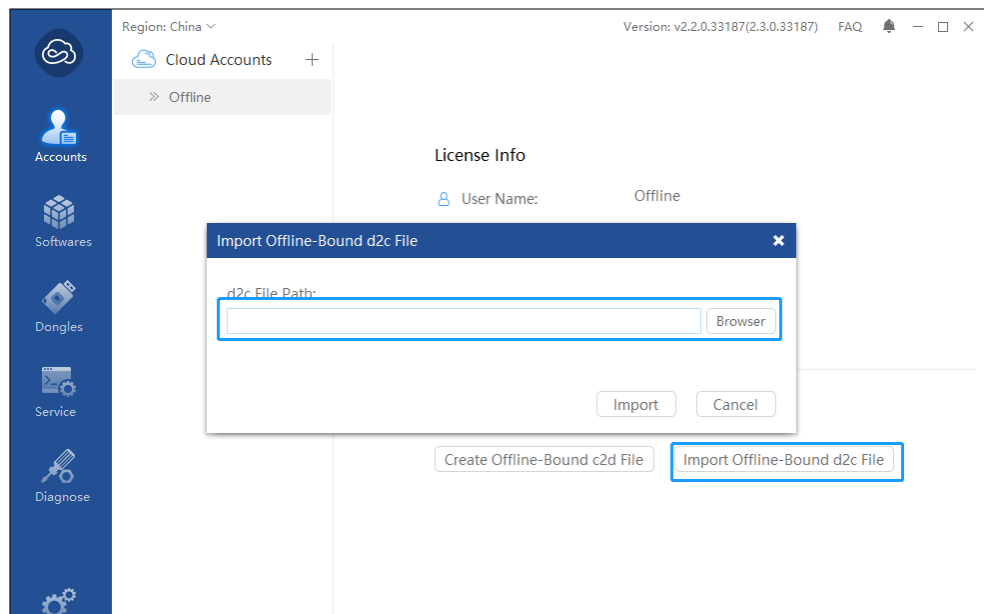 Region: China
Version: v2.2.0.33187(2.3.0.33187) FAQ
Cloud Accounts
Offline
Accounts
Softwares
Dongles
Service
Diagnose
License Info
User Name: Offline
Import Offline-Bound d2c File
d2c File Path:
Browser
Import Cancel
Create Offline-Bound c2d File Import Offline-Bound d2c File